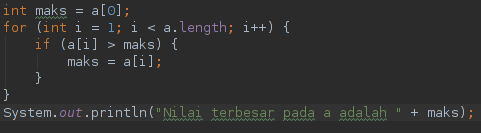 int maks = a[0];
for (int i = 1; i < a.length; i++) {
    if (a[i] > maks) {
        maks = a[i];
    }
}
System.out.println("Nilai terbesar pada a adalah " + maks);